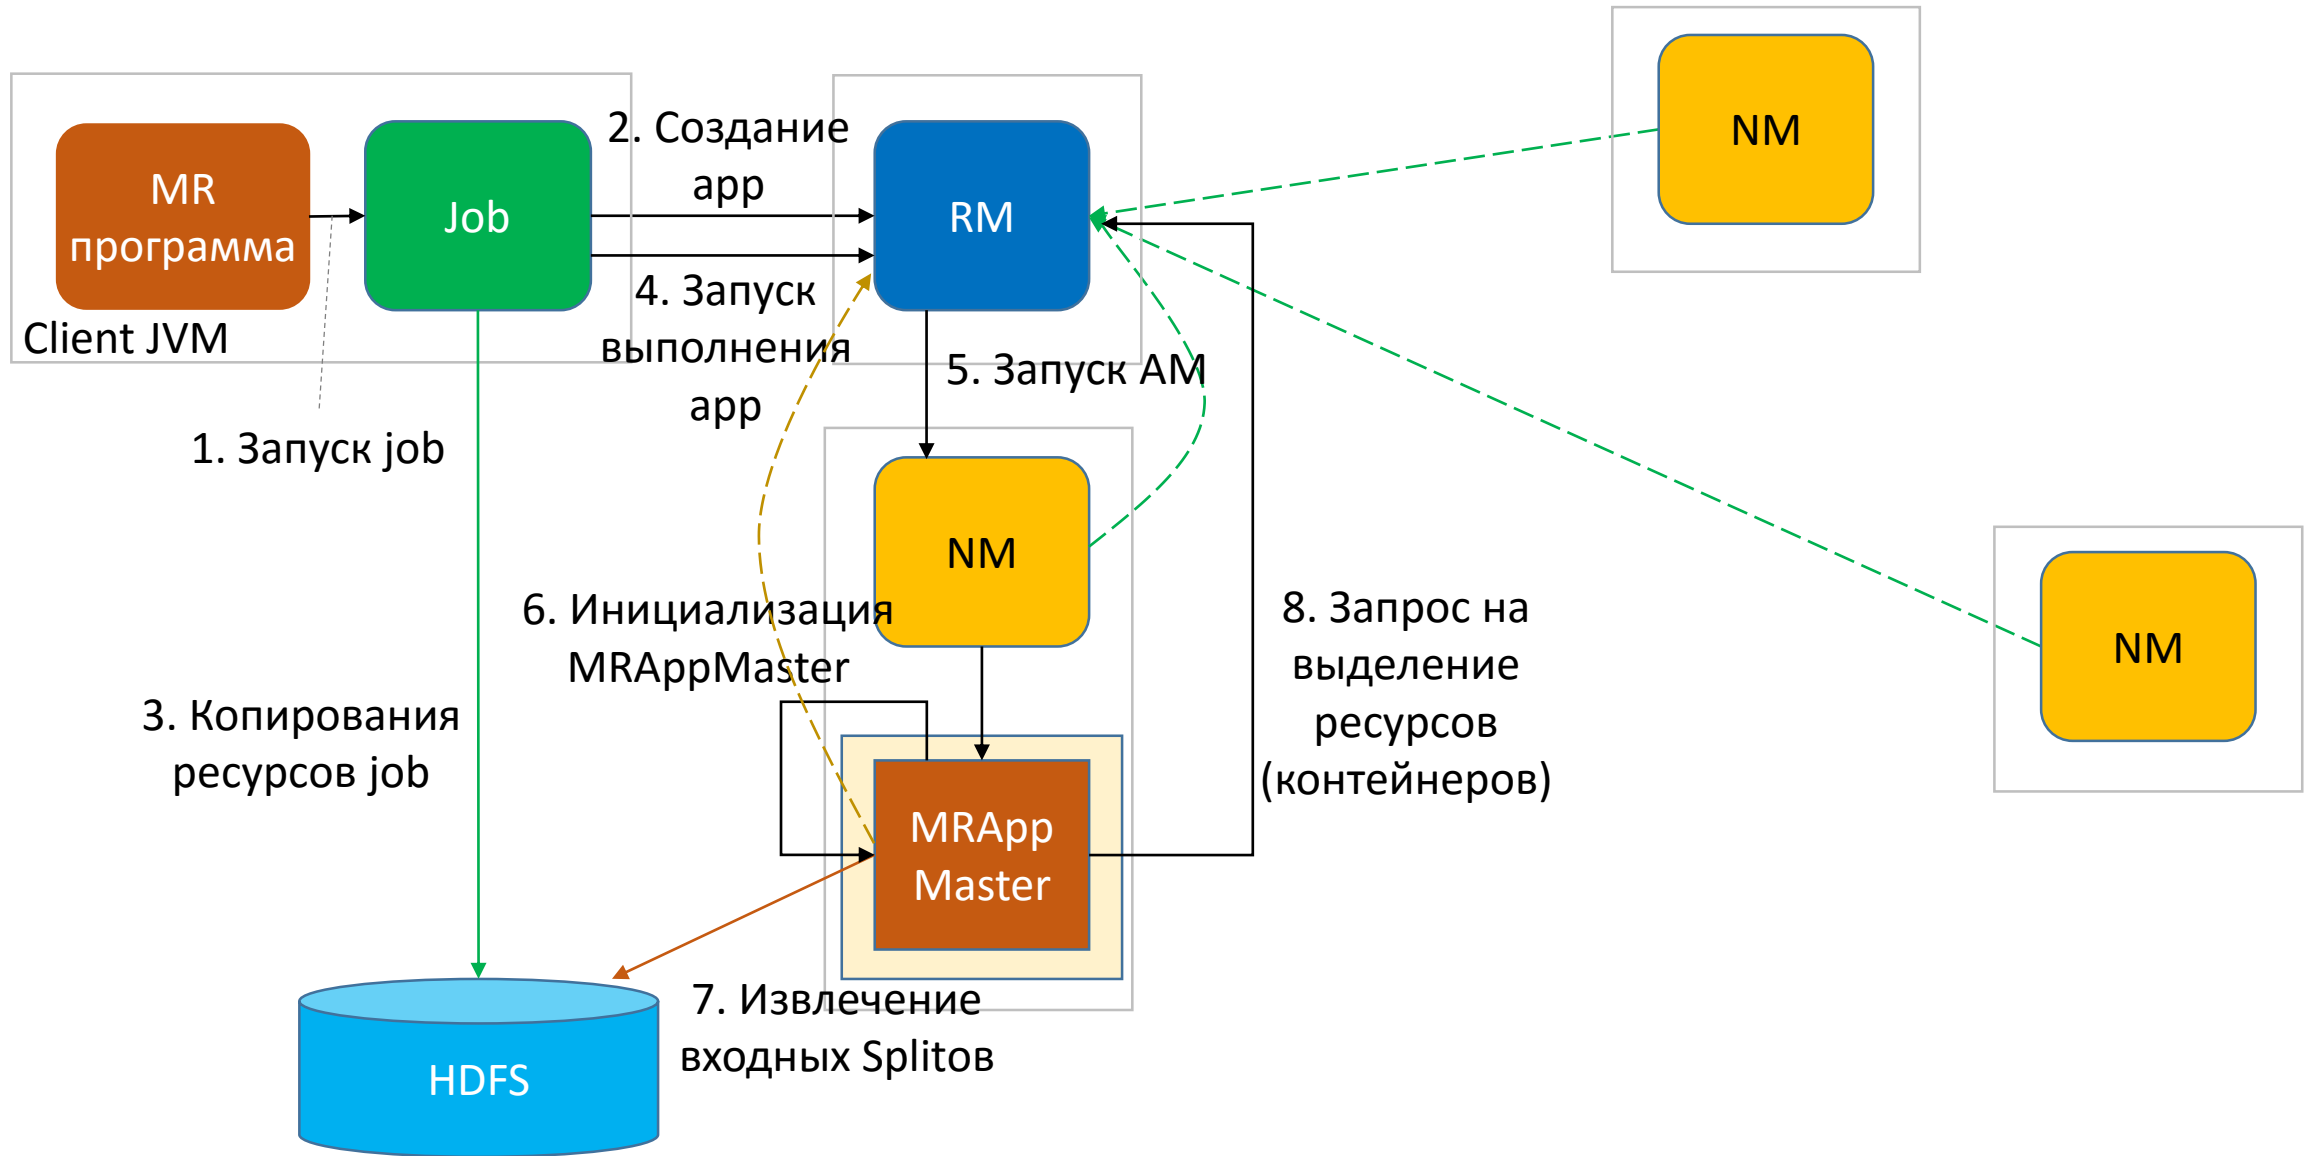 MR
программа
Client JVM
1. Запуск job
Job
2. Создание
app
4. Запуск
выполнения
app
3. Копирования
ресурсов job
RM
5. Запуск AM
NM
6. Инициализация
MRAppMaster
MRApp
Master
7. Извлечение
входных Splitов
HDFS
8. Запрос на
выделение
ресурсов
(контейнеров)
NM
NM